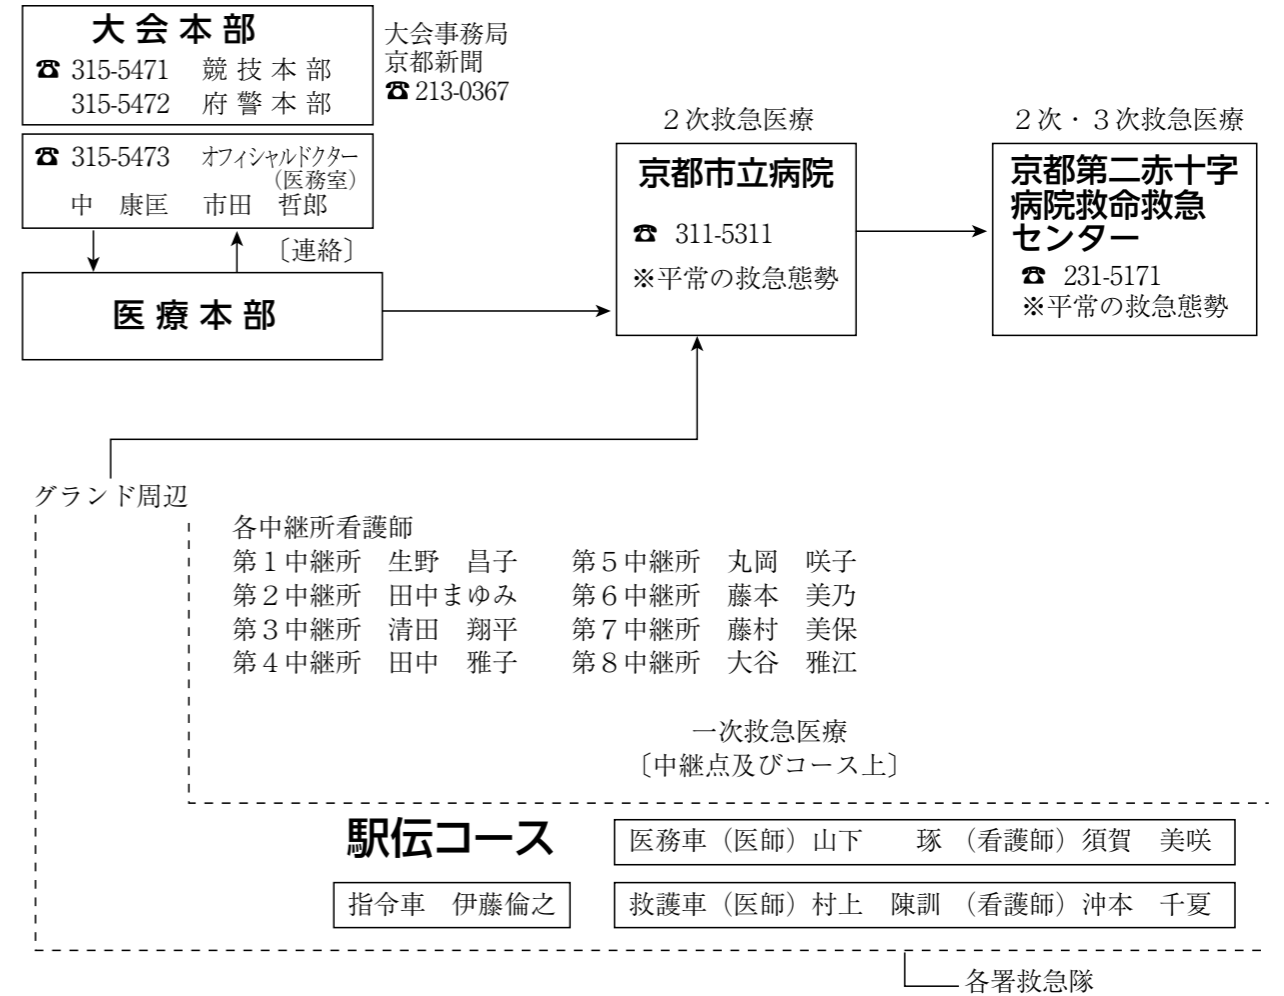 大会本部
☎ 315-5471 競技本部
315-5472 府警本部
大会事務局
京都新聞
☎213-0367
☎ 315-5473 オフィシャルドクター
(医務室)
中 康匡 市田 哲郎
〔連絡〕
医療本部
２次救急医療
京都市立病院
☎ 311-5311
※平常の救急態勢
２次・３次救急医療
京都第二赤十字
病院救命救急
センター
☎ 231-5171
※平常の救急態勢
グランド周辺
各中継所看護師
第１中継所 生野 昌子 第５中継所 丸岡 咲子
第２中継所 田中まゆみ 第６中継所 藤本 美乃
第３中継所 清田 翔平 第７中継所 藤村 美保
第４中継所 田中 雅子 第８中継所 大谷 雅江
一次救急医療
〔中継点及びコース上〕
駅伝コース
医務車（医師）山下 琢 （看護師）須賀 美咲
指令車 伊藤倫之
救護車（医師）村上 陳訓 （看護師）沖本 千夏
各署救急隊